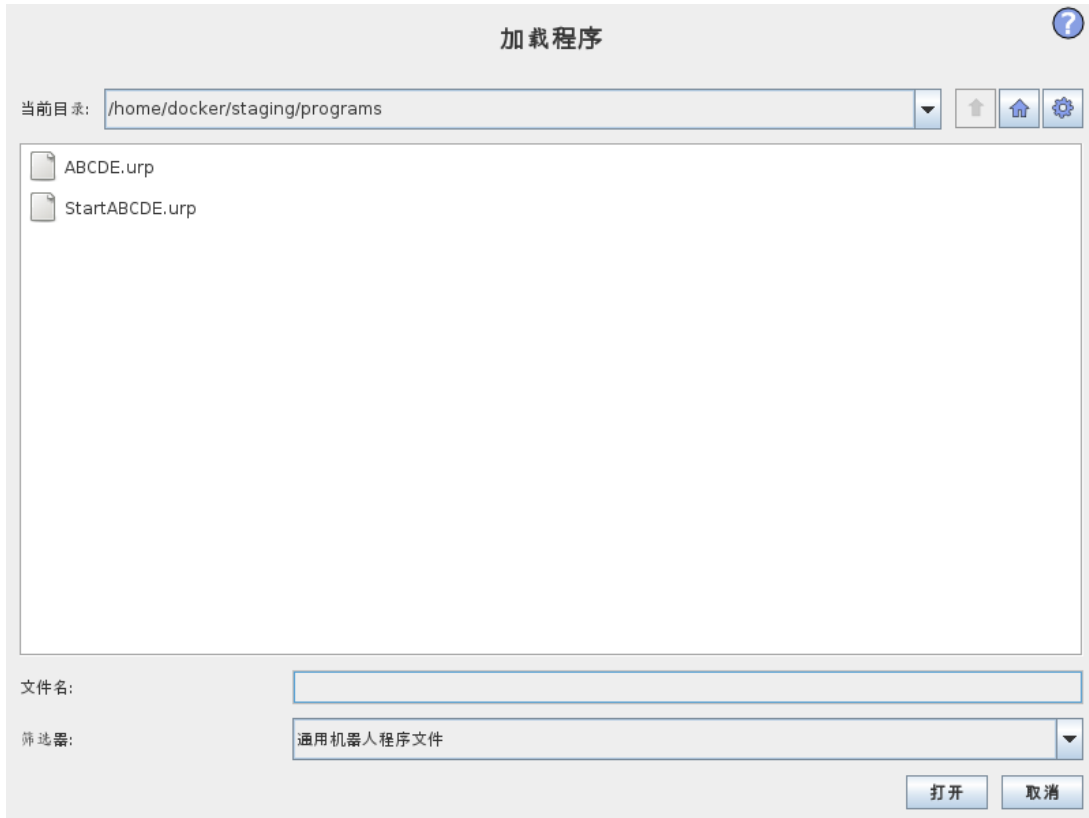 加载程序
?
当前目录: /home/docker/staging/programs
ABCDE.urp
StartABCDE.urp
文件名:
筛选器: 通用机器人程序文件
打开 取消